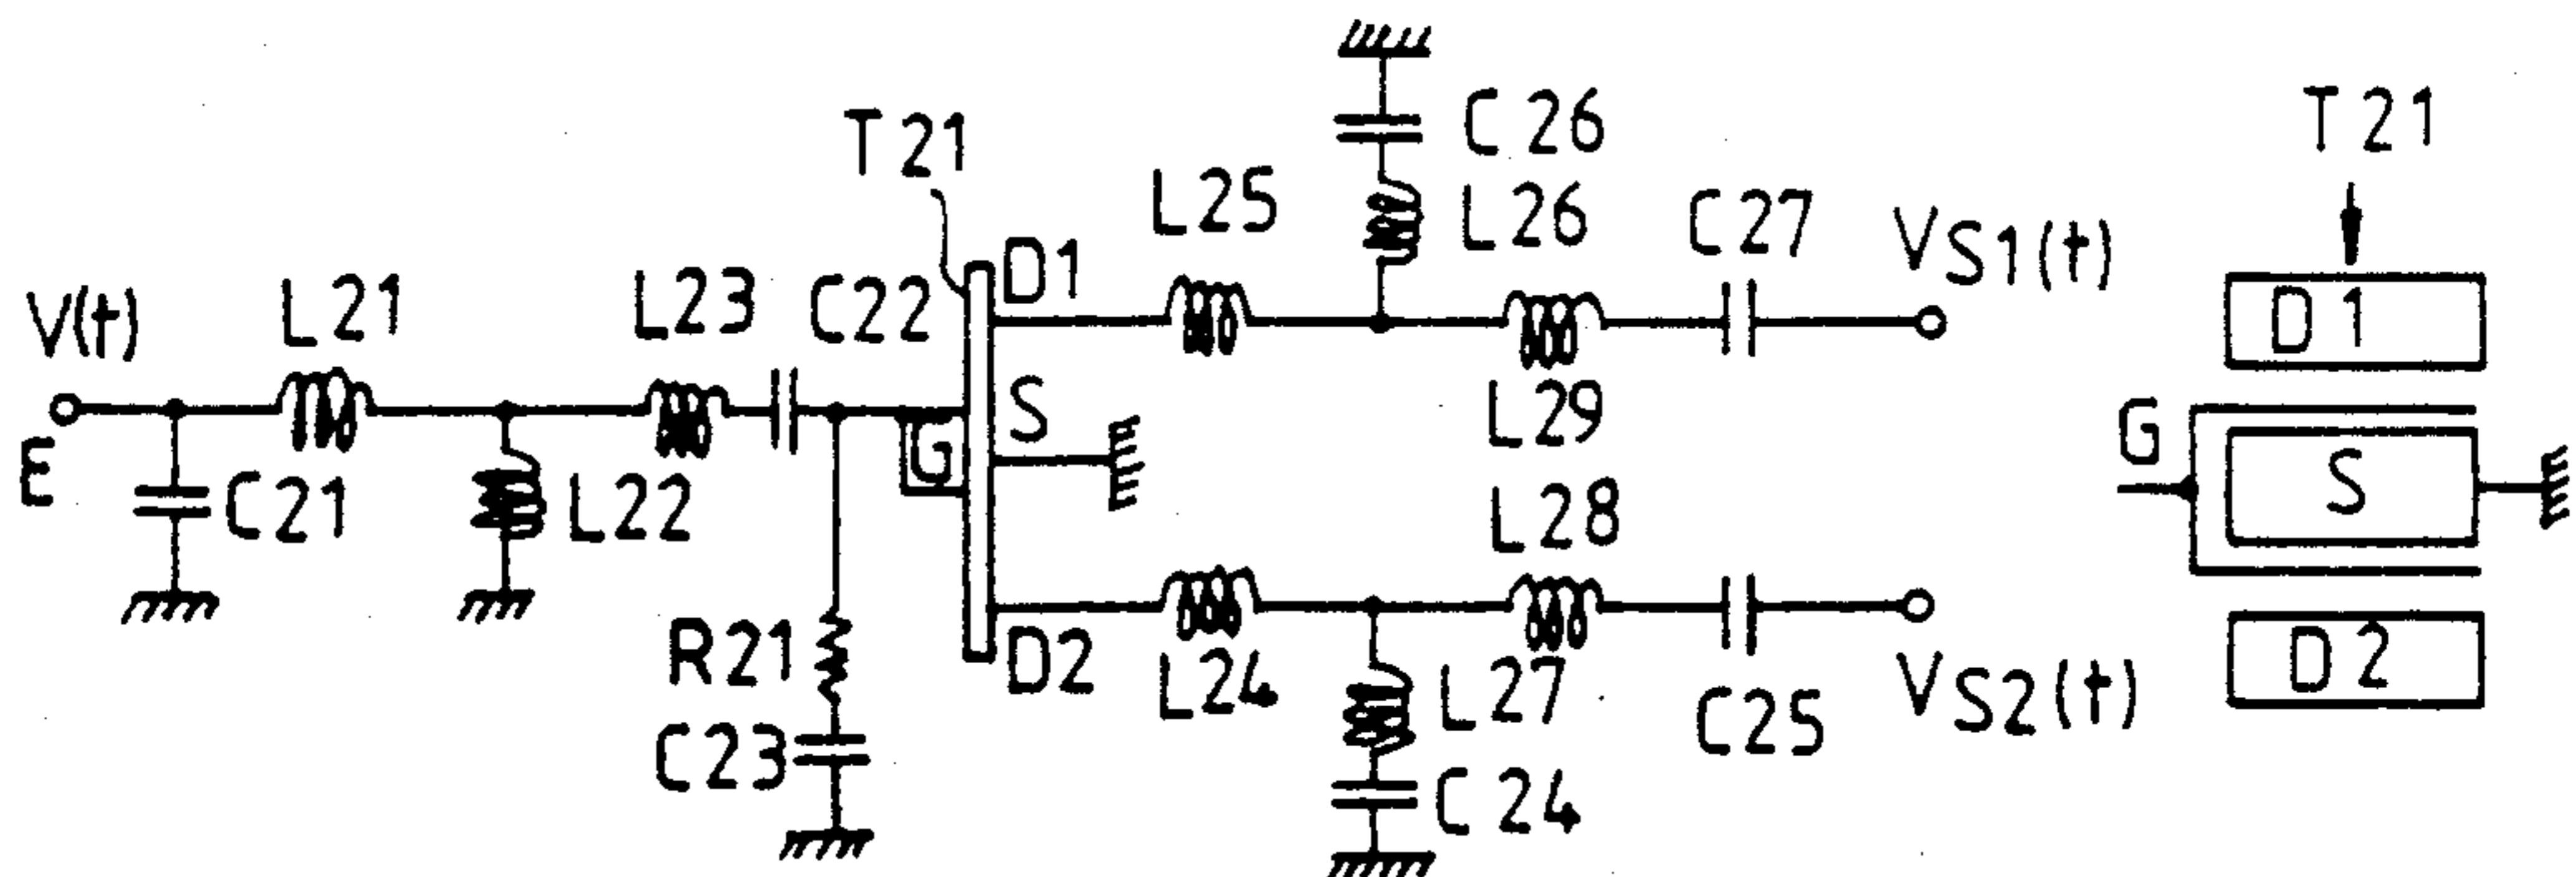 V(t)
E
L21
C21
L22
L23
C22
R21
C23
T21
G
D1
S
D2
L25
C26
L26
L29
C27
VS1(t)
L24
L27
C24
L28
C25
VS2(t)
T21
D1
G
S
D2